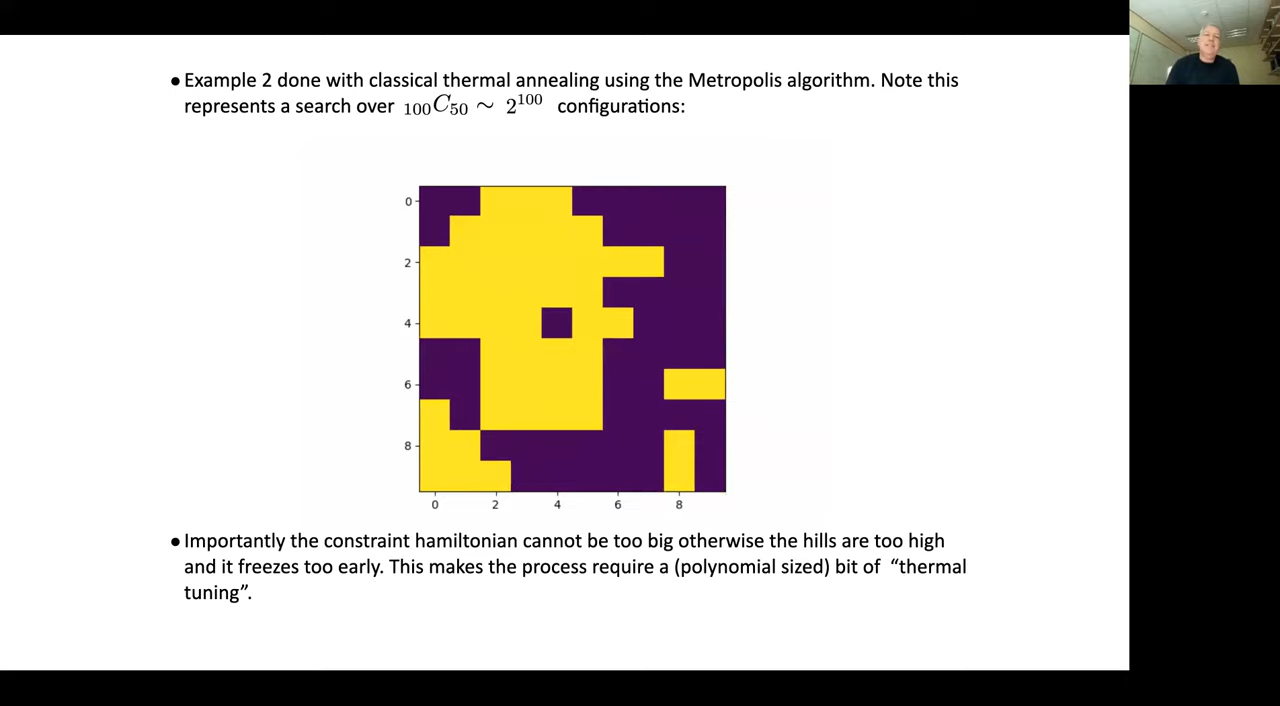 ● Example 2 done with classical thermal annealing using the Metropolis algorithm. Note this
represents a search over ₁₀₀C₅₀ ∼ 2¹⁰⁰ configurations:
0
2
4
6
8
0 2 4 6 8
● Importantly the constraint hamiltonian cannot be too big otherwise the hills are too high
and it freezes too early. This makes the process require a (polynomial sized) bit of “thermal
tuning”.